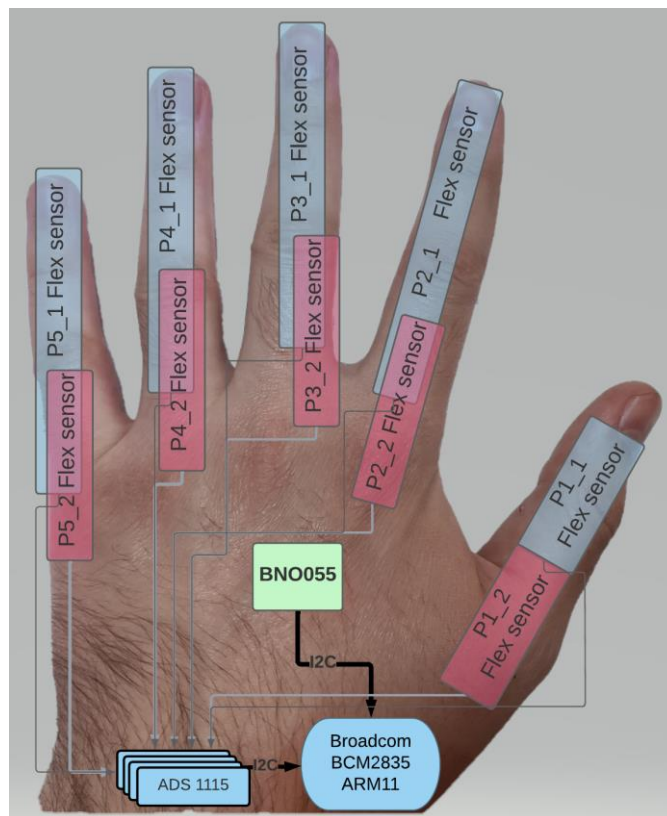 P5_1 Flex sensor
P5_2 Flex sensor
P4_1 Flex sensor
P4_2 Flex sensor
P3_1 Flex sensor
P3_2 Flex sensor
P2_1 Flex sensor
P2_2 Flex sensor
P1_1
Flex sensor
P1_2
Flex sensor
BNO055
I2C
ADS 1115
I2C
Broadcom
BCM2835
ARM11